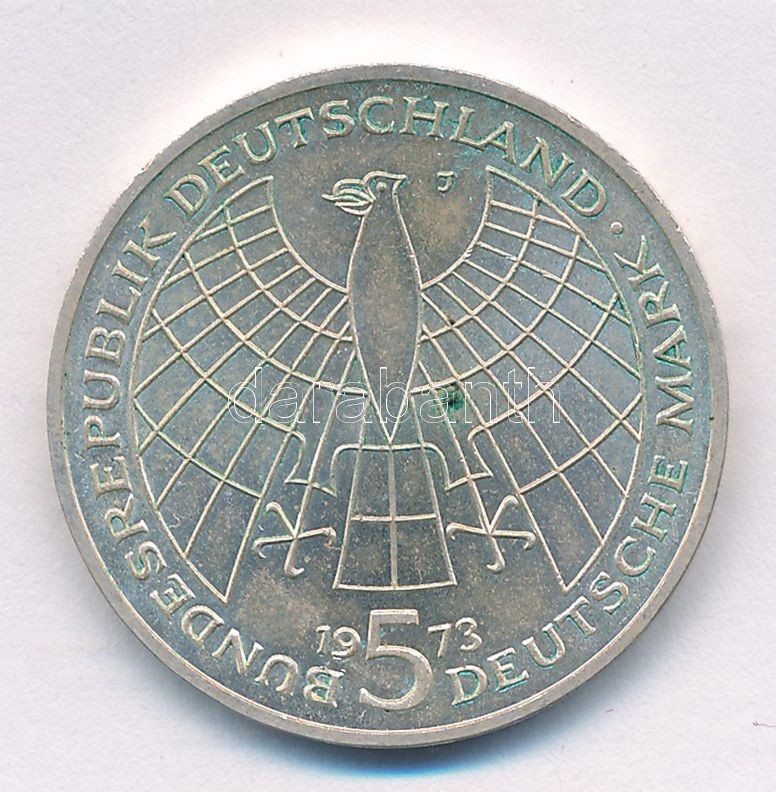 BUNDESREPUBLIK DEUTSCHLAND · DEUTSCHE MARK
J
darabanth
1973
5